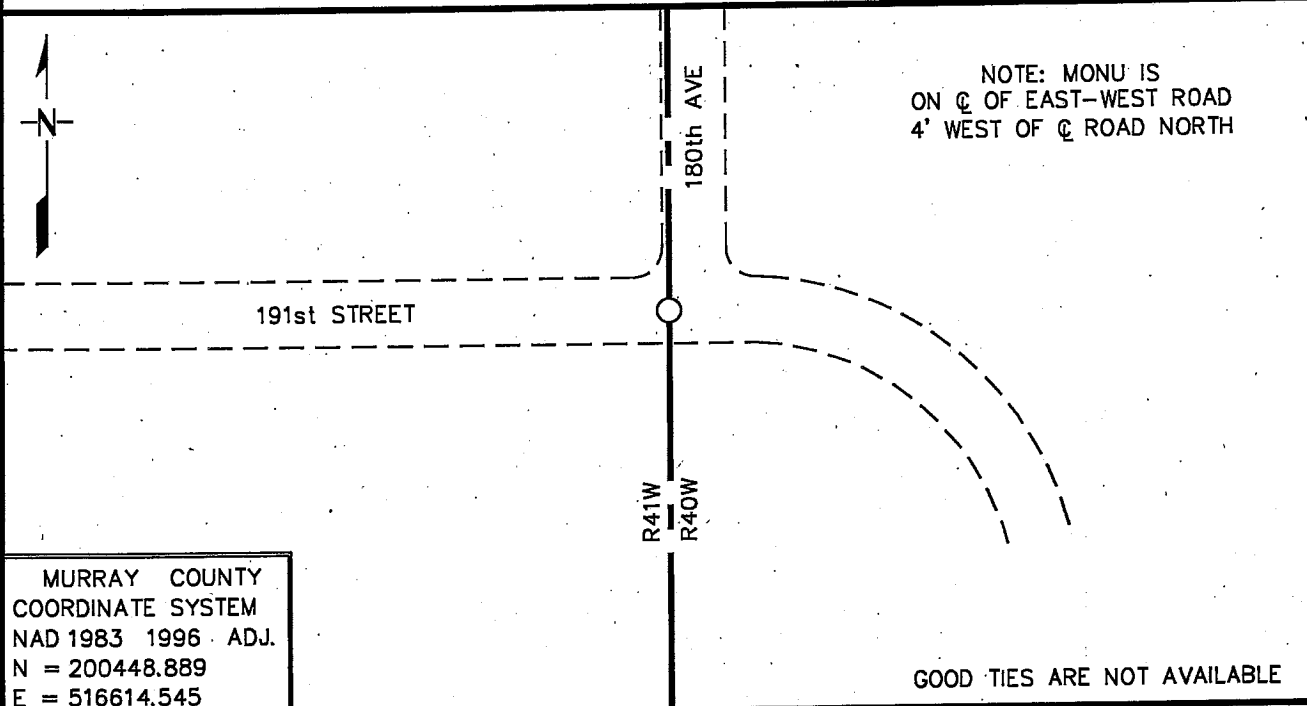 N
180th AVE
NOTE: MONU IS
ON ℄ OF EAST-WEST ROAD
4' WEST OF ℄ ROAD NORTH
191st STREET
R41W
R40W
MURRAY COUNTY
COORDINATE SYSTEM
NAD 1983 1996 ADJ.
N = 200448.889
E = 516614.545
GOOD TIES ARE NOT AVAILABLE